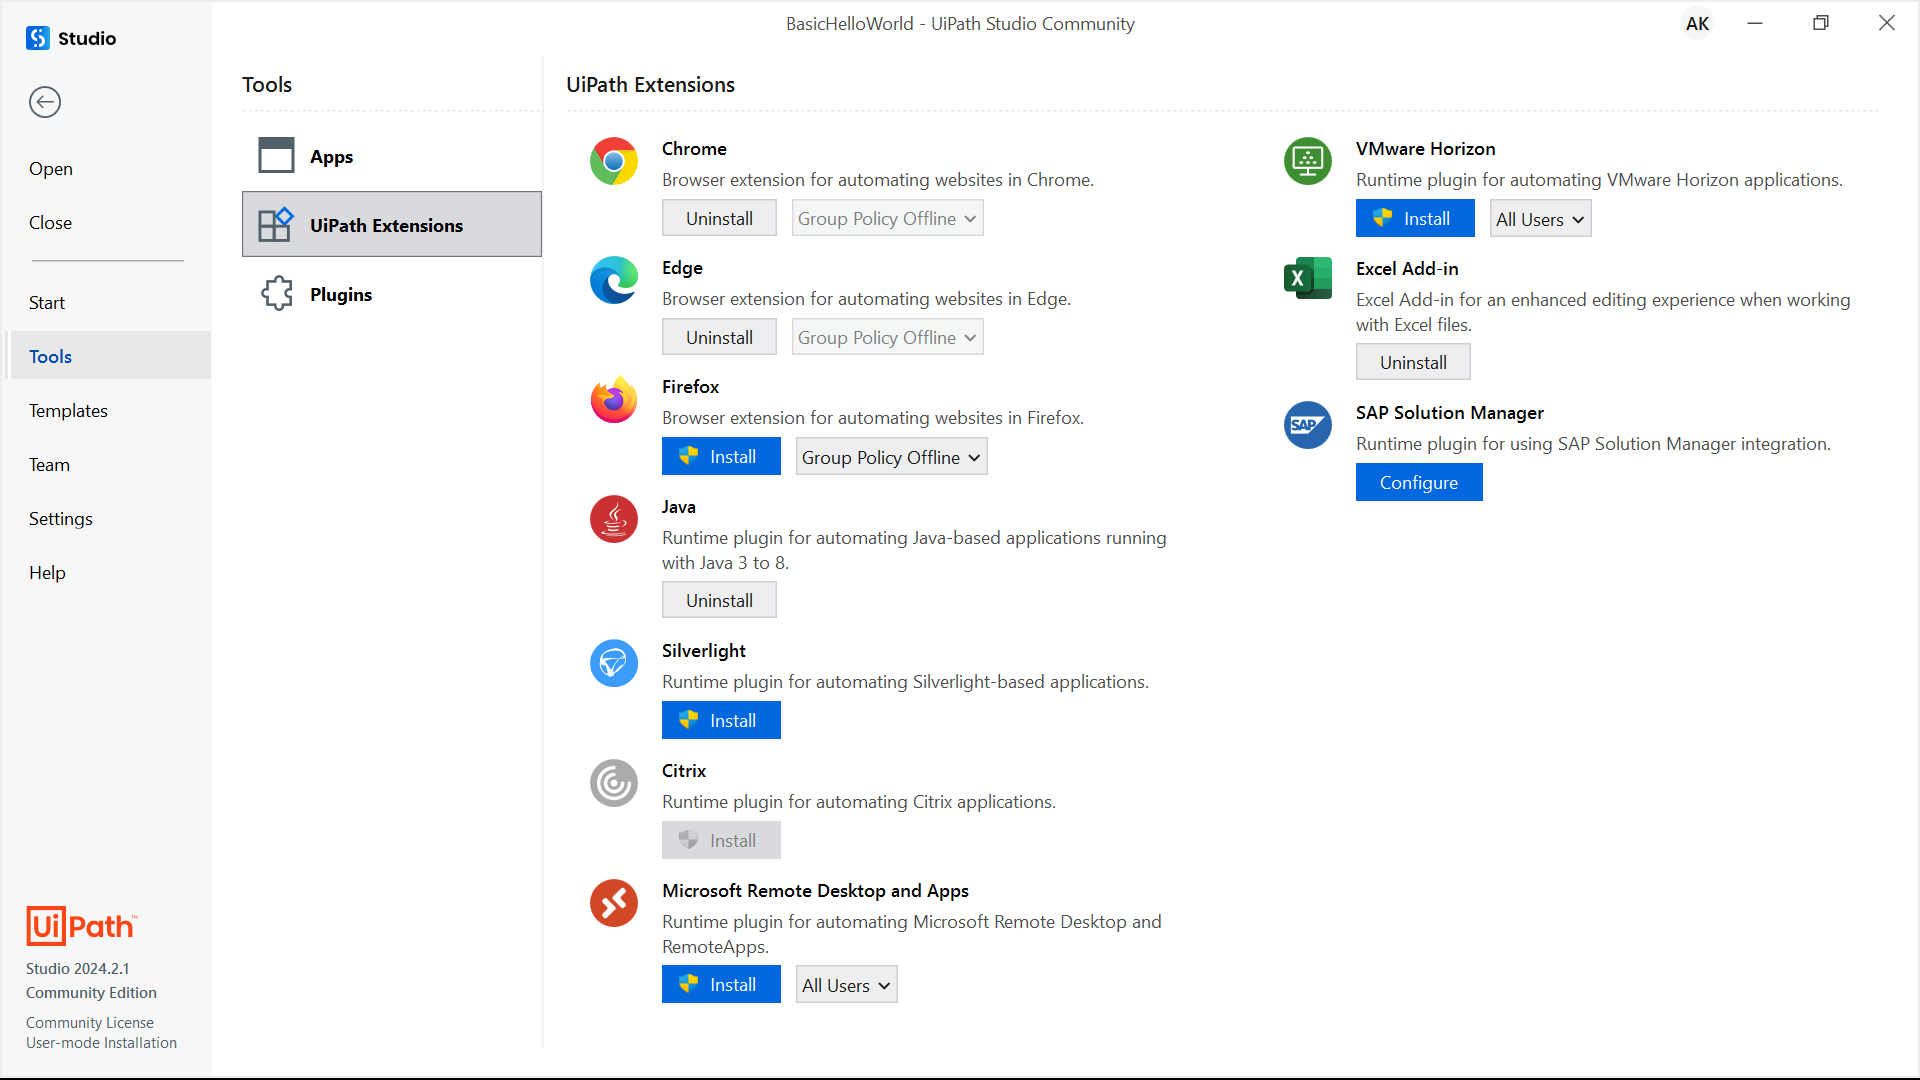 BasicHelloWorld - UiPath Studio Community
AK
Studio
Open
Close
Start
Tools
Templates
Team
Settings
Help
UiPath™
Studio 2024.2.1
Community Edition
Community License
User-mode Installation
Tools
Apps
UiPath Extensions
Plugins
UiPath Extensions
Chrome
Browser extension for automating websites in Chrome.
Uninstall Group Policy Offline
Edge
Browser extension for automating websites in Edge.
Uninstall Group Policy Offline
Firefox
Browser extension for automating websites in Firefox.
Install Group Policy Offline
Java
Runtime plugin for automating Java-based applications running
with Java 3 to 8.
Uninstall
Silverlight
Runtime plugin for automating Silverlight-based applications.
Install
Citrix
Runtime plugin for automating Citrix applications.
Install
Microsoft Remote Desktop and Apps
Runtime plugin for automating Microsoft Remote Desktop and
RemoteApps.
Install All Users
VMware Horizon
Runtime plugin for automating VMware Horizon applications.
Install All Users
X
Excel Add-in
Excel Add-in for an enhanced editing experience when working
with Excel files.
Uninstall
SAP
SAP Solution Manager
Runtime plugin for using SAP Solution Manager integration.
Configure